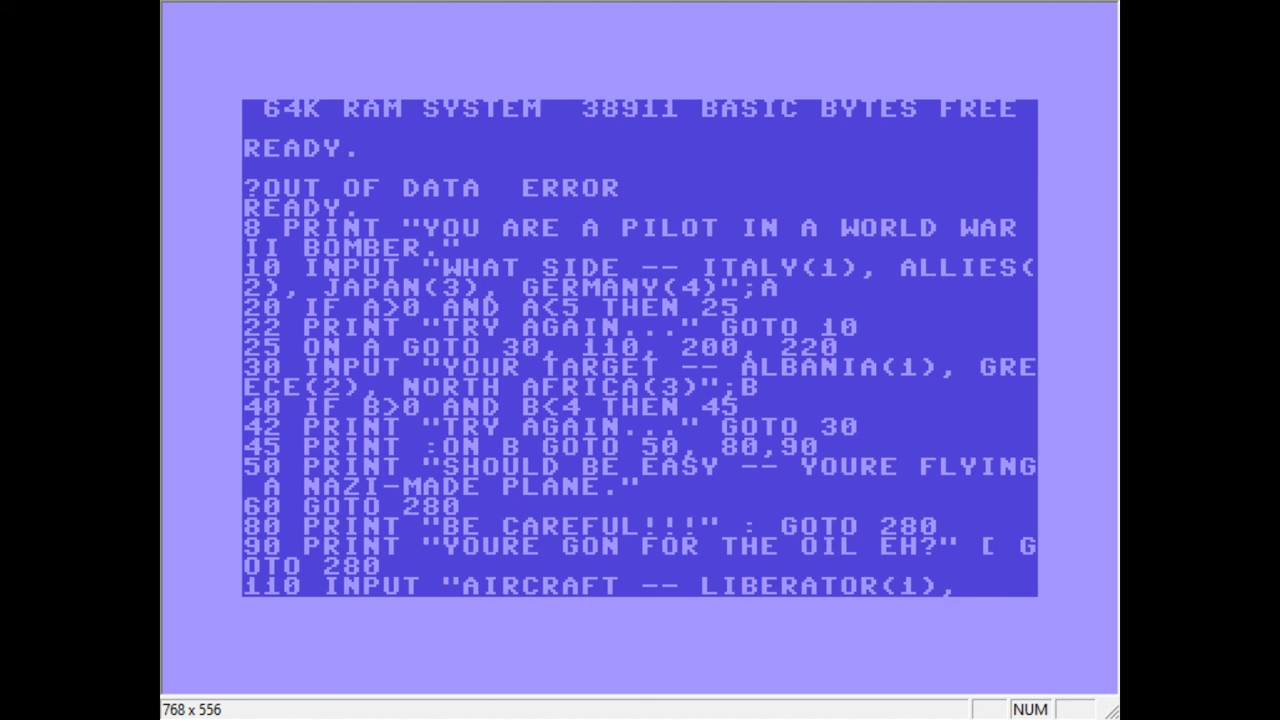 64K RAM SYSTEM  38911 BASIC BYTES FREE
READY.
?OUT OF DATA  ERROR
READY.
8 PRINT "YOU ARE A PILOT IN A WORLD WAR
II BOMBER."
10 INPUT "WHAT SIDE -- ITALY(1), ALLIES(
2), JAPAN(3), GERMANY(4)";A
20 IF A>0 AND A<5 THEN 25
22 PRINT "TRY AGAIN..." GOTO 10
25 ON A GOTO 30, 110, 200, 220
30 INPUT "YOUR TARGET -- ALBANIA(1), GRE
ECE(2), NORTH AFRICA(3)";B
40 IF B>0 AND B<4 THEN 45
42 PRINT "TRY AGAIN..." GOTO 30
45 PRINT :ON B GOTO 50, 80,90
50 PRINT "SHOULD BE EASY -- YOURE FLYING
 A NAZI-MADE PLANE."
60 GOTO 280
80 PRINT "BE CAREFUL!!!" : GOTO 280
90 PRINT "YOURE GON FOR THE OIL EH?" [ G
OTO 280
110 INPUT "AIRCRAFT -- LIBERATOR(1),
768 x 556
NUM